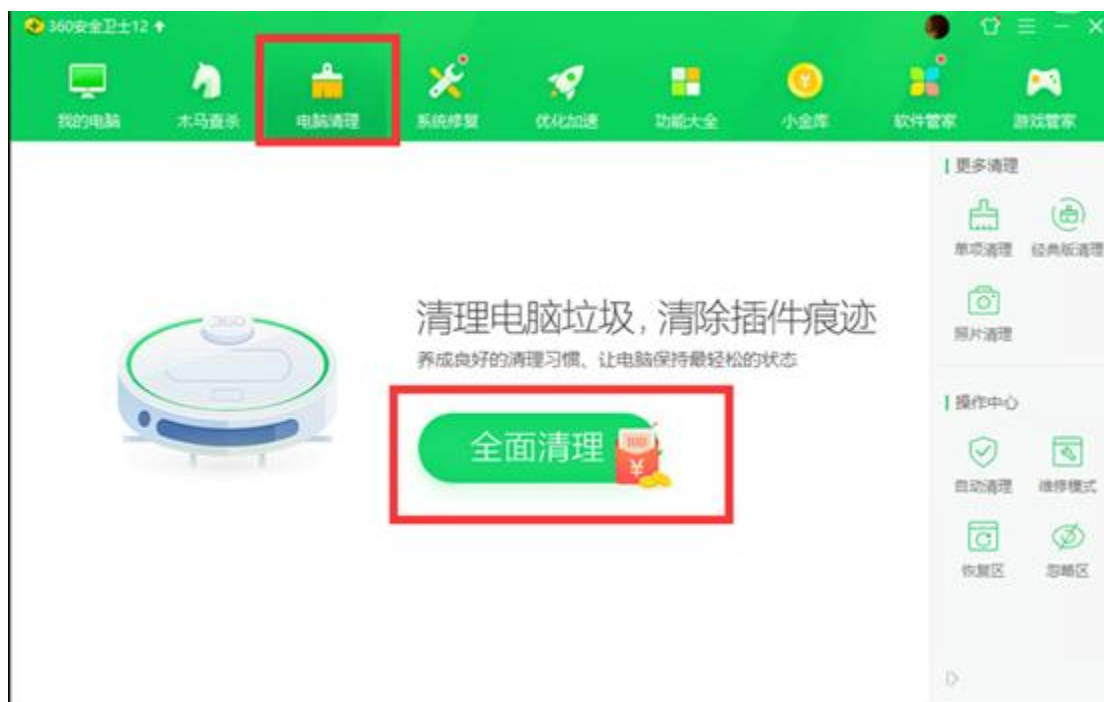 360安全卫士12
我的电脑 木马查杀 电脑清理 系统修复 优化加速 功能大全 小金库 软件管家 游戏管家
更多清理
单项清理 经典版清理
照片清理
360
清理电脑垃圾，清除插件痕迹
养成良好的清理习惯、让电脑保持最轻松的状态
全面清理
¥
操作中心
自动清理 维修模式
恢复区 忽略区